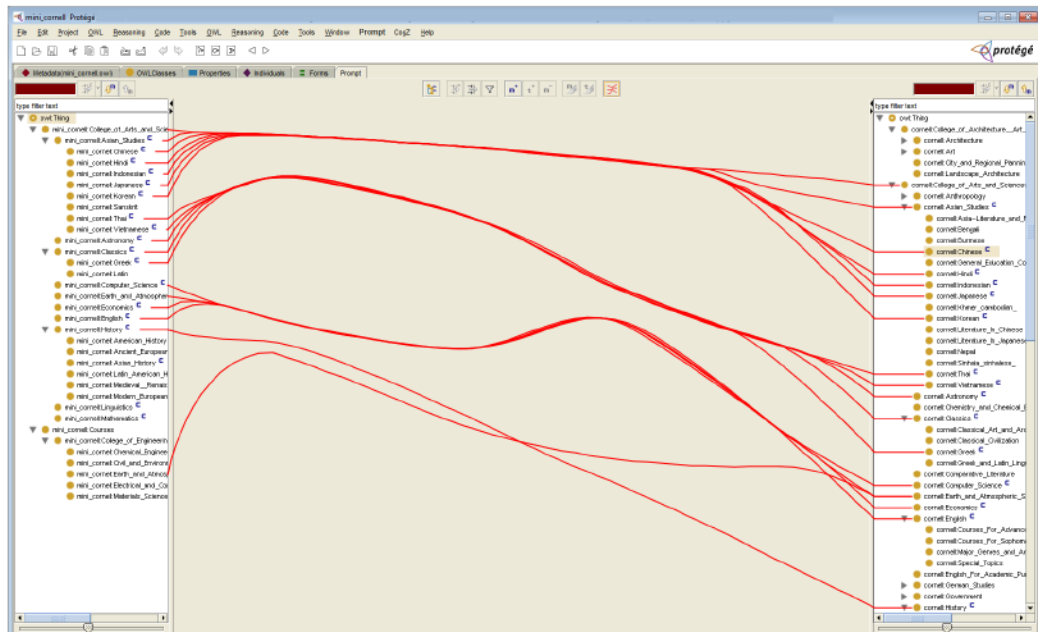 mini_cornell Protégé
File Edit Project OWL Reasoning Code Tools OWL Reasoning Code Tools Window Prompt CogZ Help
protégé
Metadata(mini_cornell.swi) OWLClasses Properties Individuals Forms Prompt
type filter text
owl:Thing
mini_cornell:College_of_Arts_and_Scie
mini_cornell:Asian_Studies C
mini_cornell:Chinese C
mini_cornell:Hindi C
mini_cornell:Indonesian C
mini_cornell:Japanese C
mini_cornell:Korean C
mini_cornell:Sanskrit
mini_cornell:Thai C
mini_cornell:Vietnamese C
mini_cornell:Astronomy C
mini_cornell:Classics C
mini_cornell:Greek C
mini_cornell:Latin
mini_cornell:Computer_Science C
mini_cornell:Earth_and_Atmospher
mini_cornell:Economics C
mini_cornell:English C
mini_cornell:History C
mini_cornell:American_History
mini_cornell:Ancient_European
mini_cornell:Asian_History C
mini_cornell:Latin_American_H
mini_cornell:Medieval__Renais
mini_cornell:Modern_European
mini_cornell:Linguistics C
mini_cornell:Mathematics C
mini_cornell:Courses
mini_cornell:College_of_Engineerin
mini_cornell:Chemical_Engineer
mini_cornell:Civil_and_Environ
mini_cornell:Earth_and_Atmos
mini_cornell:Electrical_and_Co
mini_cornell:Materials_Science
type filter text
owl:Thing
cornell:College_of_Architecture__Art_
cornell:Architecture
cornell:Art
cornell:City_and_Regional_Plannin
cornell:Landscape_Architecture
cornell:College_of_Arts_and_Sciences
cornell:Anthropology
cornell:Asian_Studies C
cornell:Asia-Literature_and_
cornell:Bengali
cornell:Burmese
cornell:Chinese C
cornell:General_Education_Co
cornell:Hindi C
cornell:Indonesian C
cornell:Japanese C
cornell:Khmer_cambodian_
cornell:Korean C
cornell:Literature_in_Chinese
cornell:Literature_in_Japanese
cornell:Nepal
cornell:Sinhala_sinhalese_
cornell:Thai C
cornell:Vietnamese C
cornell:Astronomy C
cornell:Chemistry_and_Chemical_
cornell:Classics C
cornell:Classical_Art_and_Arc
cornell:Classical_Civilization
cornell:Greek C
cornell:Greek_and_Latin_Ling
cornell:Comparative_Literature
cornell:Computer_Science C
cornell:Earth_and_Atmospheric_S
cornell:Economics C
cornell:English C
cornell:Courses_For_Advanc
cornell:Courses_For_Sophom
cornell:Major_Genres_and_Ar
cornell:Special_Topics
cornell:English_For_Academic_Pu
cornell:German_Studies
cornell:Government
cornell:History C